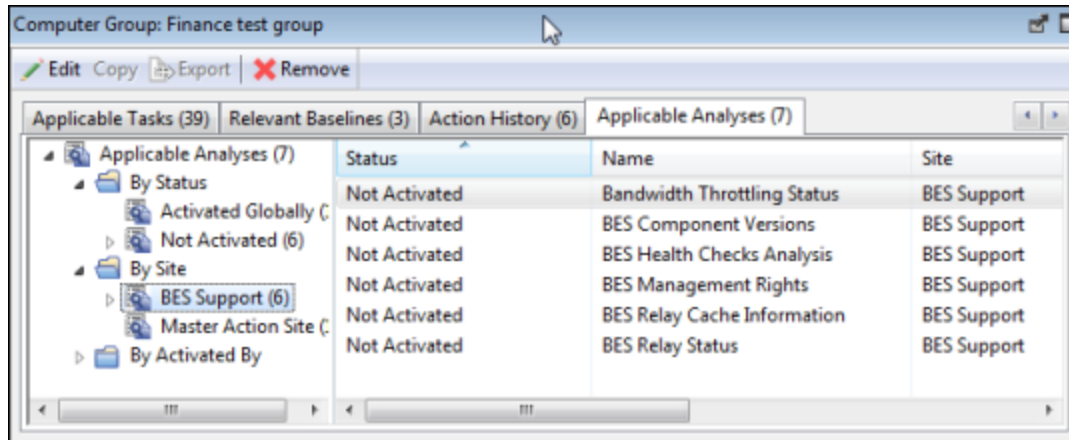 Computer Group: Finance test group
Edit Copy Export Remove
Applicable Tasks (39) Relevant Baselines (3) Action History (6) Applicable Analyses (7)
Applicable Analyses (7)
By Status
Activated Globally (
Not Activated (6)
By Site
BES Support (6)
Master Action Site (
By Activated By
Status Name Site
Not Activated Bandwidth Throttling Status BES Support
Not Activated BES Component Versions BES Support
Not Activated BES Health Checks Analysis BES Support
Not Activated BES Management Rights BES Support
Not Activated BES Relay Cache Information BES Support
Not Activated BES Relay Status BES Support